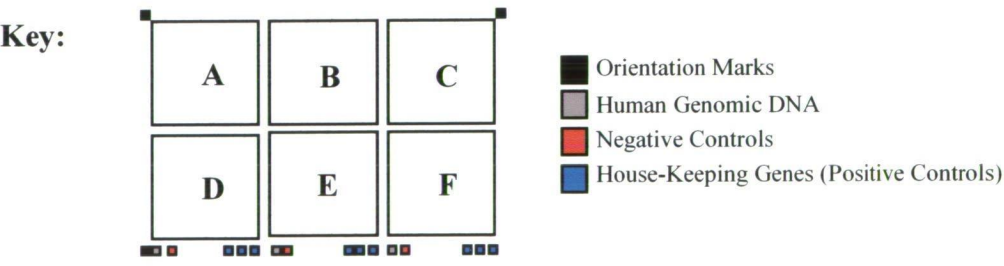 Key:
A B C
D E F
Orientation Marks
Human Genomic DNA
Negative Controls
House-Keeping Genes (Positive Controls)